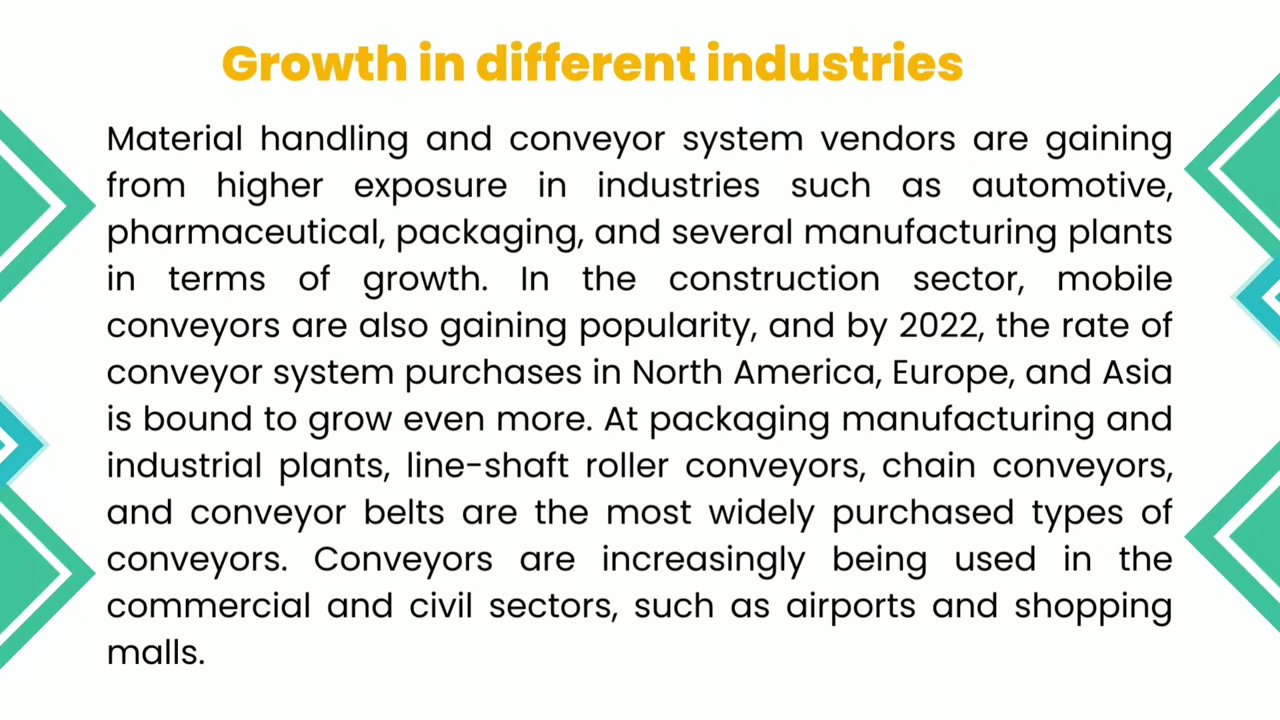 Growth in different industries
Material handling and conveyor system vendors are gaining
from higher exposure in industries such as automotive,
pharmaceutical, packaging, and several manufacturing plants
in terms of growth. In the construction sector, mobile
conveyors are also gaining popularity, and by 2022, the rate of
conveyor system purchases in North America, Europe, and Asia
is bound to grow even more. At packaging manufacturing and
industrial plants, line-shaft roller conveyors, chain conveyors,
and conveyor belts are the most widely purchased types of
conveyors. Conveyors are increasingly being used in the
commercial and civil sectors, such as airports and shopping
malls.